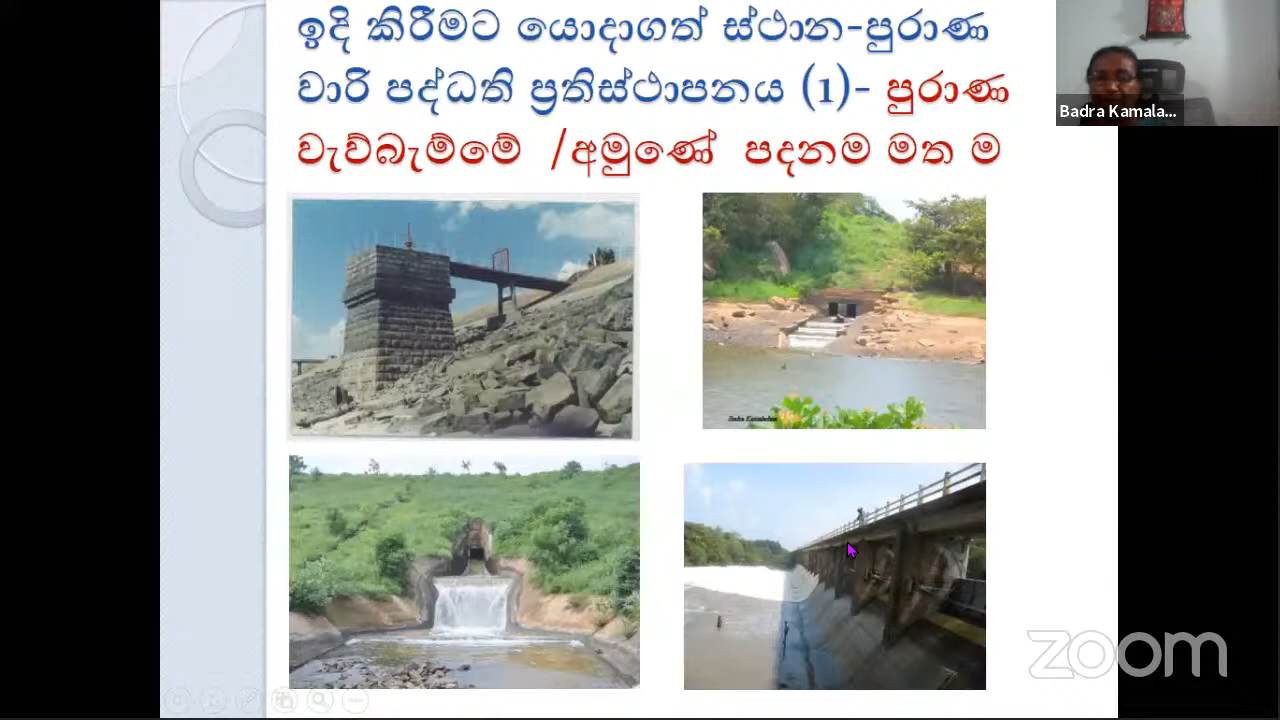 ඉදි කිරීමට යොදාගත් ස්ථාන-පුරාණ
වාරි පද්ධති ප්‍රතිස්ථාපනය (1)- පුරාණ
වැව්බැම්මේ /අමුණේ පදනම මත ම
Badra Kamala...
zoom